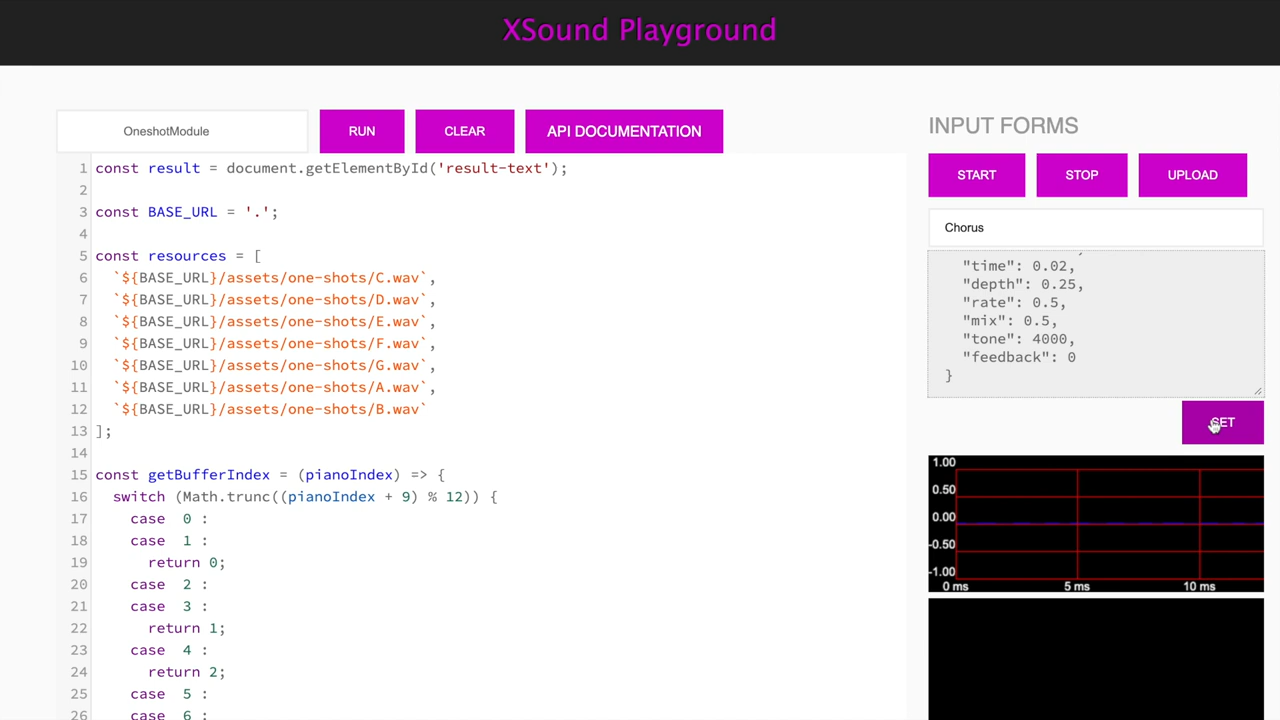 XSound Playground
OneshotModule
RUN
CLEAR
API DOCUMENTATION
1 const result = document.getElementById('result-text');
2
3 const BASE_URL = '.';
4
5 const resources = [
6 `${BASE_URL}/assets/one-shots/C.wav`,
7 `${BASE_URL}/assets/one-shots/D.wav`,
8 `${BASE_URL}/assets/one-shots/E.wav`,
9 `${BASE_URL}/assets/one-shots/F.wav`,
10 `${BASE_URL}/assets/one-shots/G.wav`,
11 `${BASE_URL}/assets/one-shots/A.wav`,
12 `${BASE_URL}/assets/one-shots/B.wav`
13 ];
14
15 const getBufferIndex = (pianoIndex) => {
16 switch (Math.trunc((pianoIndex + 9) % 12)) {
17 case 0 :
18 case 1 :
19 return 0;
20 case 2 :
21 case 3 :
22 return 1;
23 case 4 :
24 return 2;
25 case 5 :
26 case 6 :
INPUT FORMS
START
STOP
UPLOAD
Chorus
"time": 0.02,
"depth": 0.25,
"rate": 0.5,
"mix": 0.5,
"tone": 4000,
"feedback": 0
}
SET
1.00
0.50
0.00
-0.50
-1.00
0 ms
5 ms
10 ms